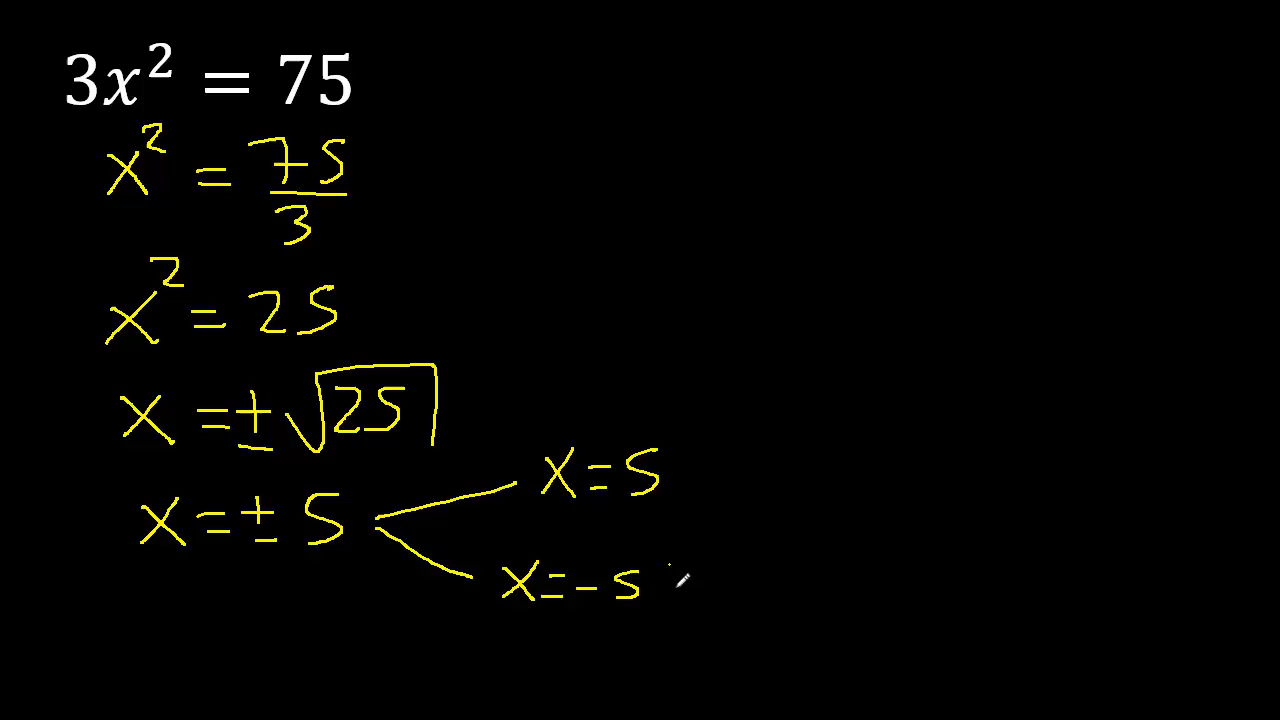 3x² = 75
x² = 75/3
x² = 25
x = ± √25
x = ± 5
x = 5
x = - 5